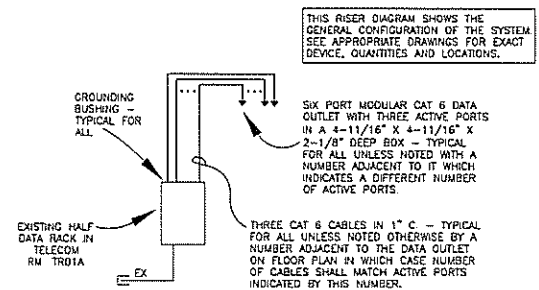 THIS RISER DIAGRAM SHOWS THE
GENERAL CONFIGURATION OF THE SYSTEM.
SEE APPROPRIATE DRAWINGS FOR EXACT
DEVICE, QUANTITIES AND LOCATIONS.
GROUNDING
BUSHING –
TYPICAL FOR
ALL
SIX PORT MODULAR CAT 6 DATA
OUTLET WITH THREE ACTIVE PORTS
IN A 4-11/16" X 4-11/16" X
2-1/8" DEEP BOX – TYPICAL
FOR ALL UNLESS NOTED WITH A
NUMBER ADJACENT TO IT WHICH
INDICATES A DIFFERENT NUMBER
OF ACTIVE PORTS.
EXISTING HALF
DATA RACK IN
TELECOM
RM TR01A
THREE CAT 6 CABLES IN 1" C. – TYPICAL
FOR ALL UNLESS NOTED OTHERWISE BY A
NUMBER ADJACENT TO THE DATA OUTLET
ON FLOOR PLAN IN WHICH CASE NUMBER
OF CABLES SHALL MATCH ACTIVE PORTS
INDICATED BY THIS NUMBER.
EX